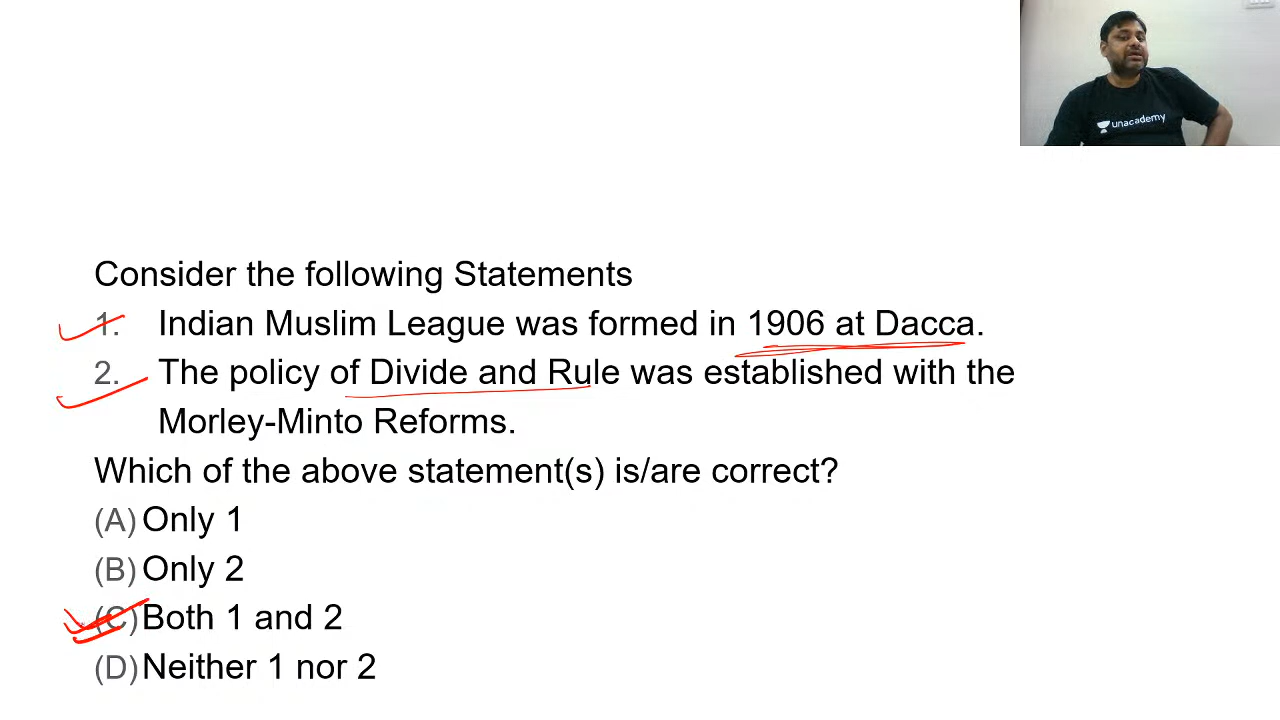 unacademy
Consider the following Statements
1. Indian Muslim League was formed in 1906 at Dacca.
2. The policy of Divide and Rule was established with the
Morley-Minto Reforms.
Which of the above statement(s) is/are correct?
(A) Only 1
(B) Only 2
(C) Both 1 and 2
(D) Neither 1 nor 2